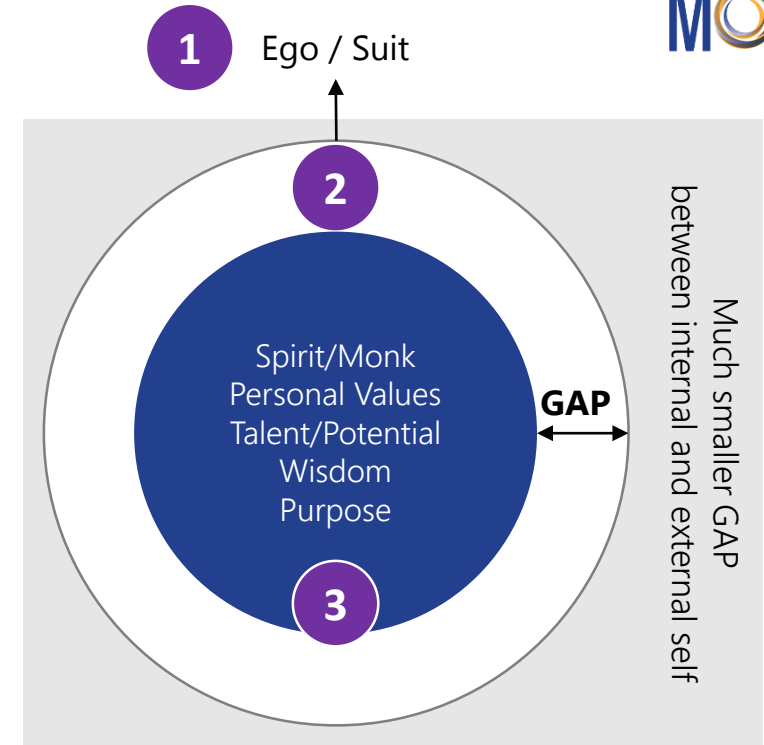 1
Ego / Suit
MO
2
Spirit/Monk
Personal Values
Talent/Potential
Wisdom
Purpose
GAP
3
Much smaller GAP
between internal and external self